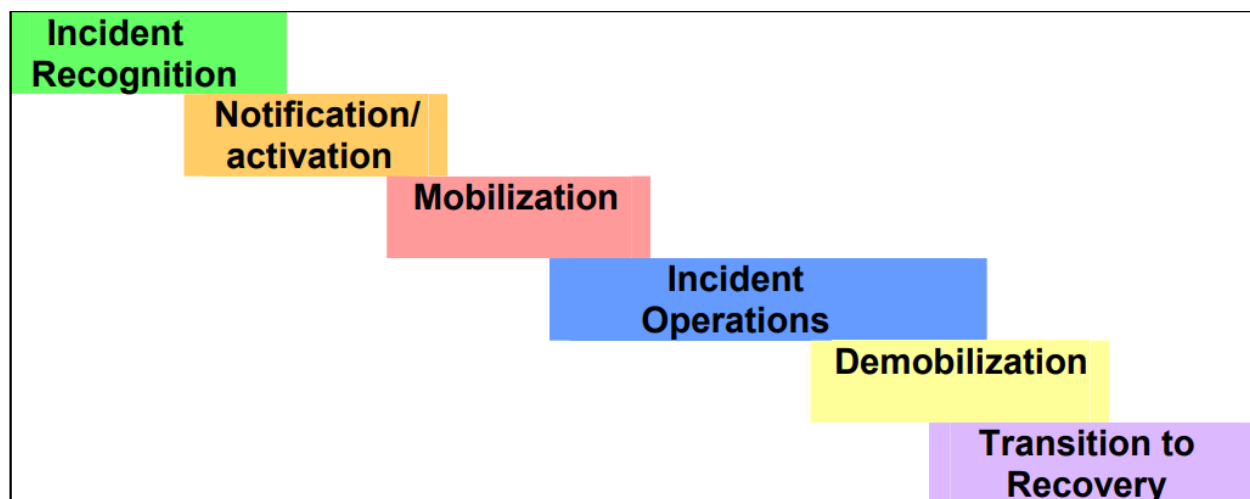 Incident
Recognition
Notification/
activation
Mobilization
Incident
Operations
Demobilization
Transition to
Recovery